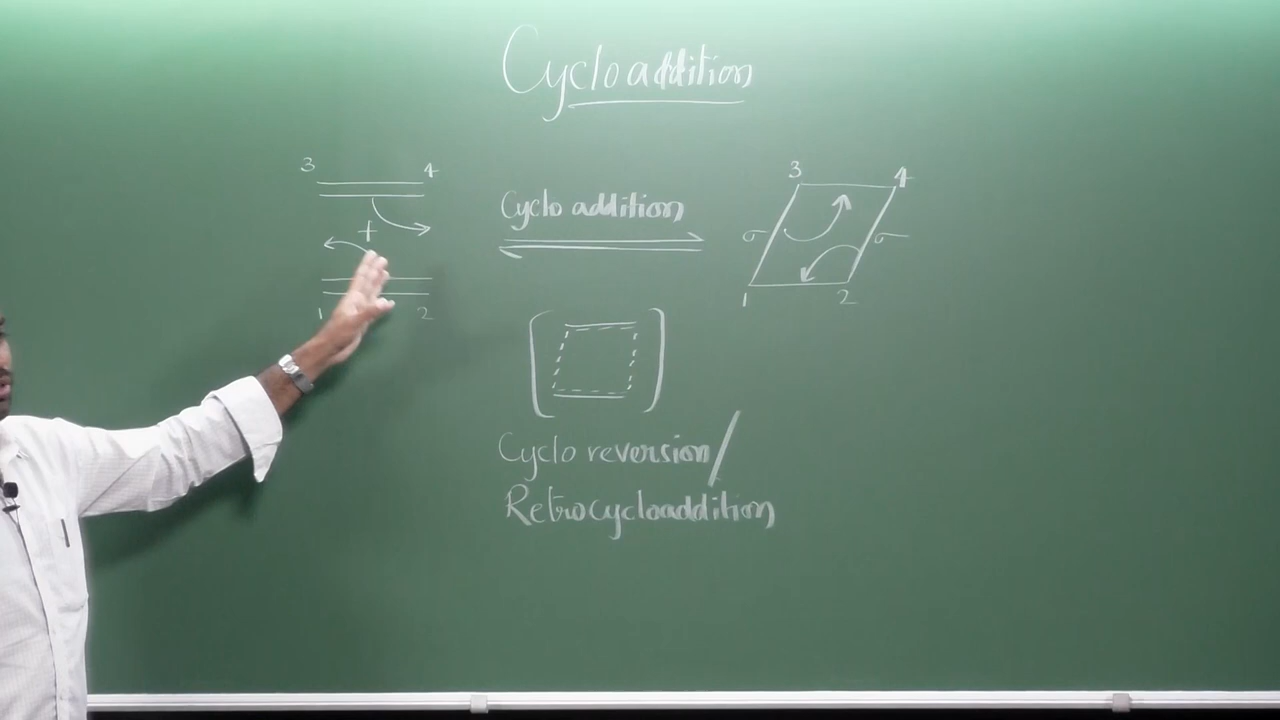 Cycloaddition
3 4
+
1 2
Cyclo addition
3 4
σ σ
1 2
Cyclo reversion/
Retrocycloaddition